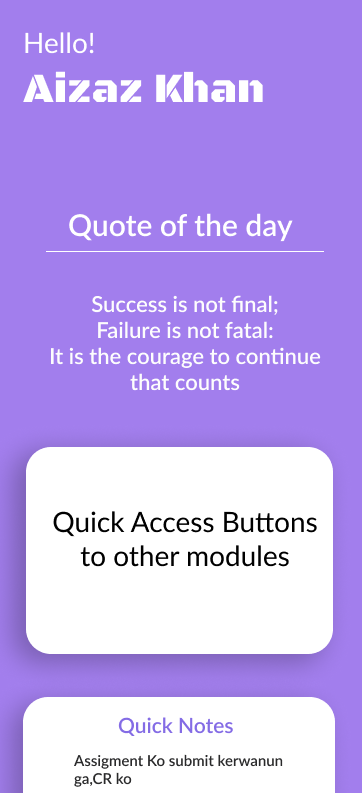 Hello!
Aizaz Khan
Quote of the day
Success is not final;
Failure is not fatal:
It is the courage to continue
that counts
Quick Access Buttons
to other modules
Quick Notes
Assigment Ko submit kerwanun
ga,CR ko